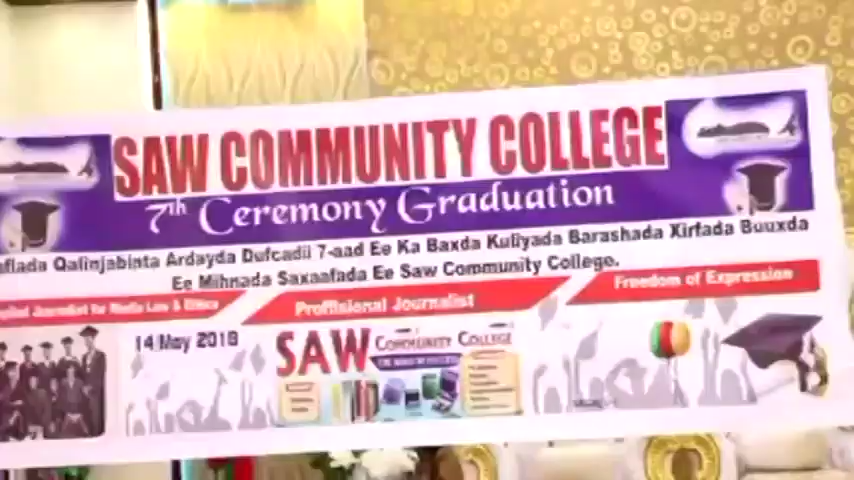 SAW COMMUNITY COLLEGE
7th Ceremony Graduation
Qalinjabinta Ardayda Dufcadii 7-aad Ee Ka Baxda Kuliyada Barashada Xirfada Buuxda
Ee Mihnada Saxaafada Ee Saw Community College.
Journalist for Media Law & Ethics
Proffisional Journalist
Freedom of Expression
14 May 2018
SAW COMMUNITY COLLEGE